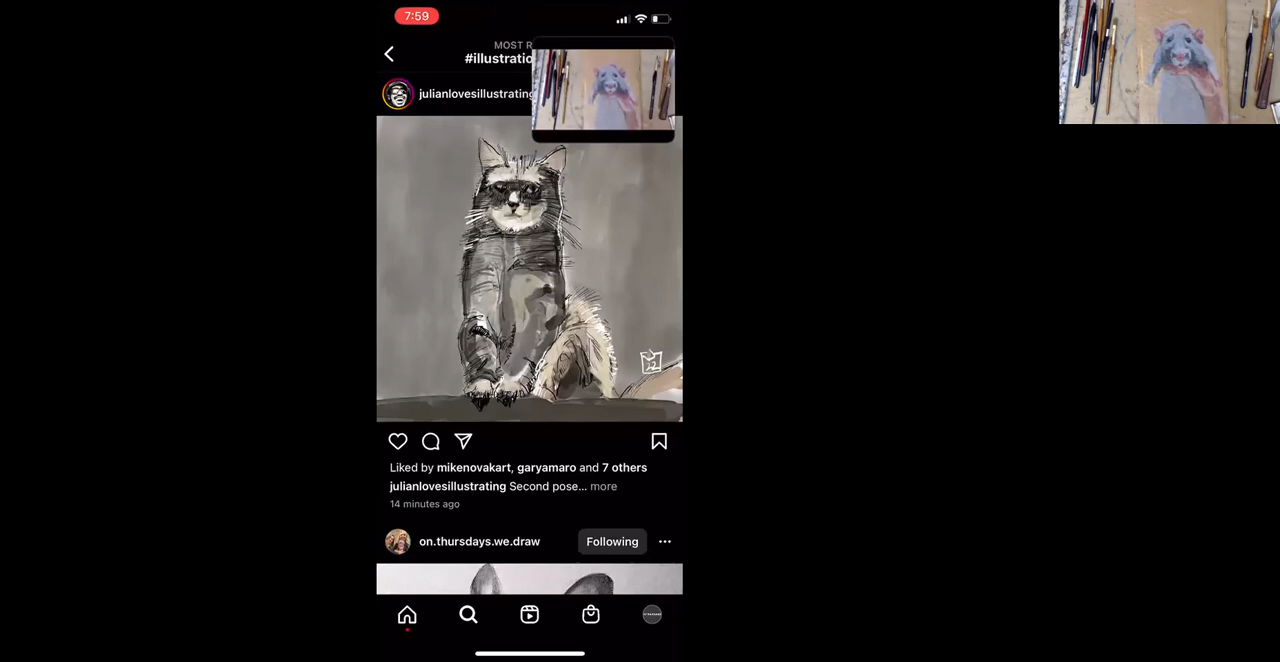 7:59
MOST R
#illustratio
julianlovesillustrating
Liked by mikenovakart, garyamaro and 7 others
julianlovesillustrating Second pose... more
14 minutes ago
on.thursdays.we.draw
Following